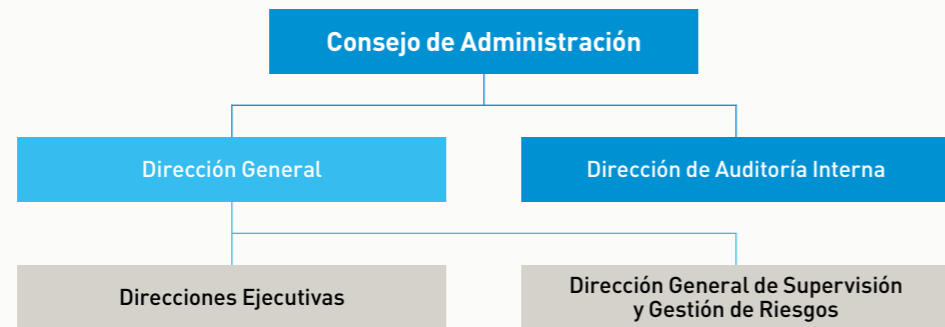 Consejo de Administración
Dirección General
Dirección de Auditoría Interna
Direcciones Ejecutivas
Dirección General de Supervisión
y Gestión de Riesgos